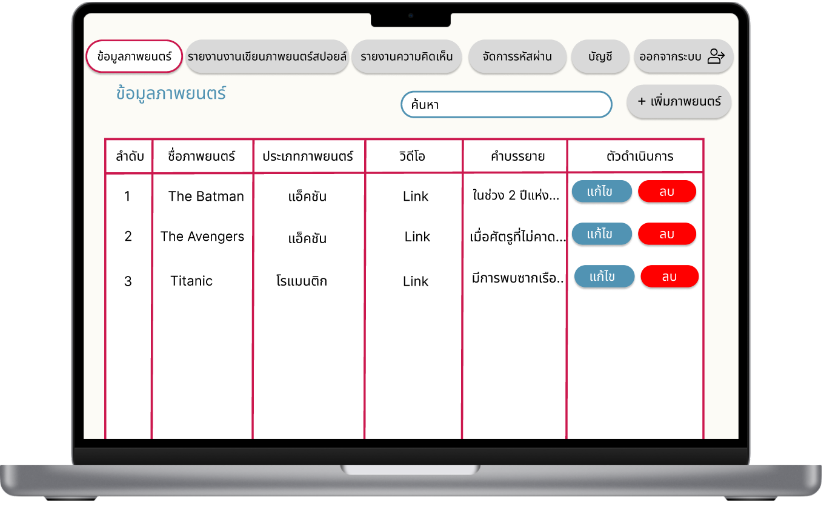 ข้อมูลภาพยนตร์ รายงานงานเขียนภาพยนตร์สปอยล์ รายงานความคิดเห็น จัดการรหัสผ่าน บัญชี ออกจากระบบ
ข้อมูลภาพยนตร์
ค้นหา
+ เพิ่มภาพยนตร์
ลำดับ ชื่อภาพยนตร์ ประเภทภาพยนตร์ วิดีโอ คำบรรยาย ตัวดำเนินการ
1 The Batman แอ็คชัน Link ในช่วง 2 ปีแห่ง... แก้ไข ลบ
2 The Avengers แอ็คชัน Link เมื่อศัตรูที่ไม่คาด... แก้ไข ลบ
3 Titanic โรแมนติก Link มีการพบซากเรือ.. แก้ไข ลบ